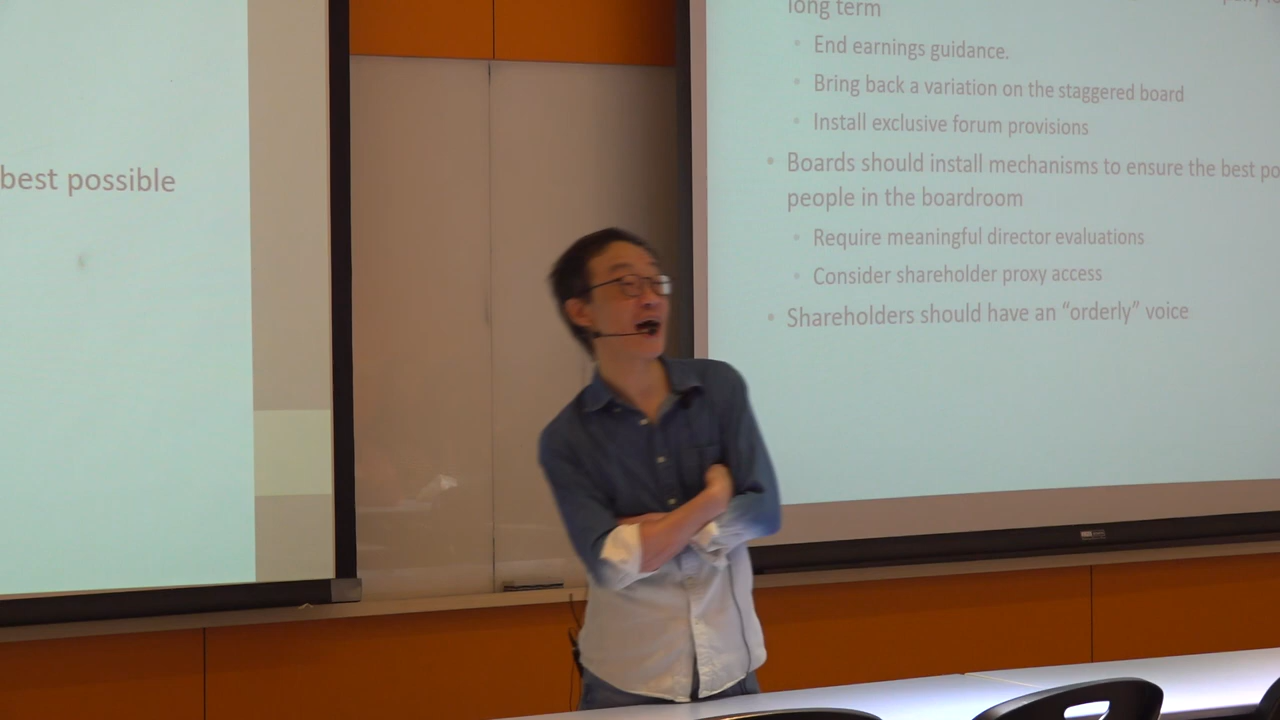 best possible
long term
End earnings guidance.
Bring back a variation on the staggered board
Install exclusive forum provisions
Boards should install mechanisms to ensure the best po
people in the boardroom
Require meaningful director evaluations
Consider shareholder proxy access
Shareholders should have an “orderly” voice